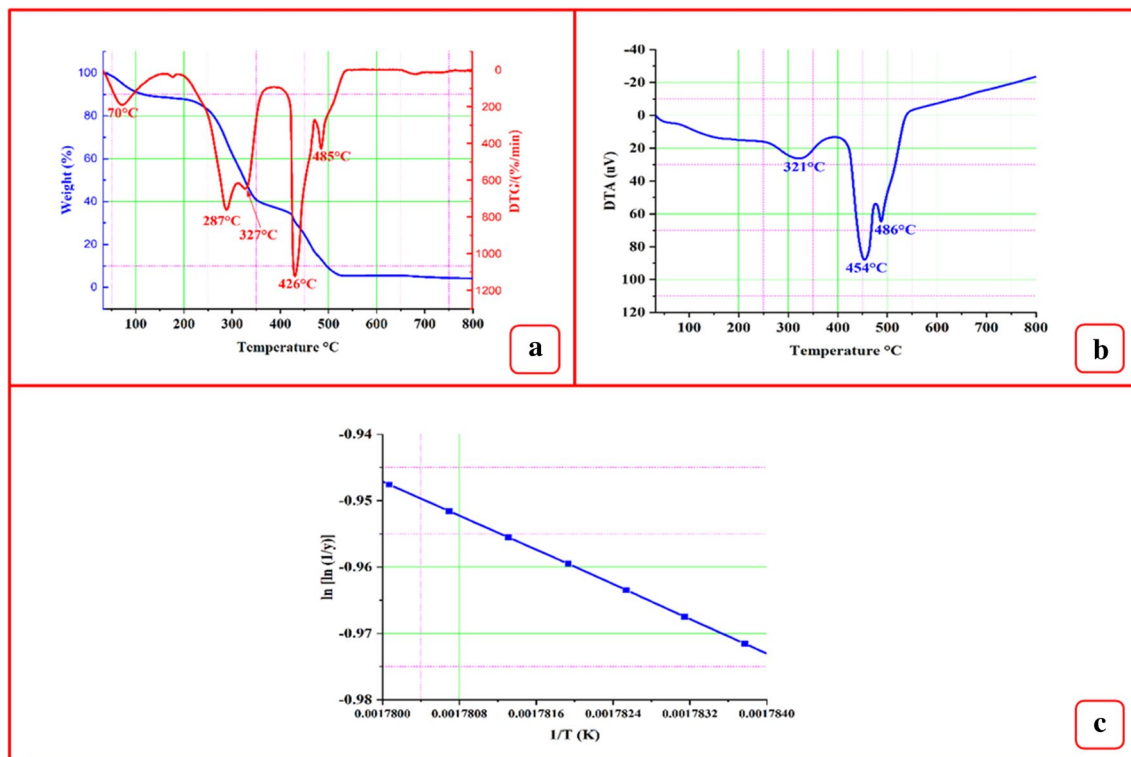 100
80
60
40
20
0
Weight (%)
0
200
400
600
800
1000
1200
DTG/(%/min)
70°C
287°C
327°C
426°C
485°C
100 200 300 400 500 600 700 800
Temperature °C
a
-40
-20
0
20
40
60
80
100
120
DTA (uV)
321°C
454°C
486°C
100 200 300 400 500 600 700 800
Temperature °C
b
-0.94
-0.95
-0.96
-0.97
-0.98
ln [ln (1/y)]
0.0017800 0.0017808 0.0017816 0.0017824 0.0017832 0.0017840
1/T (K)
c